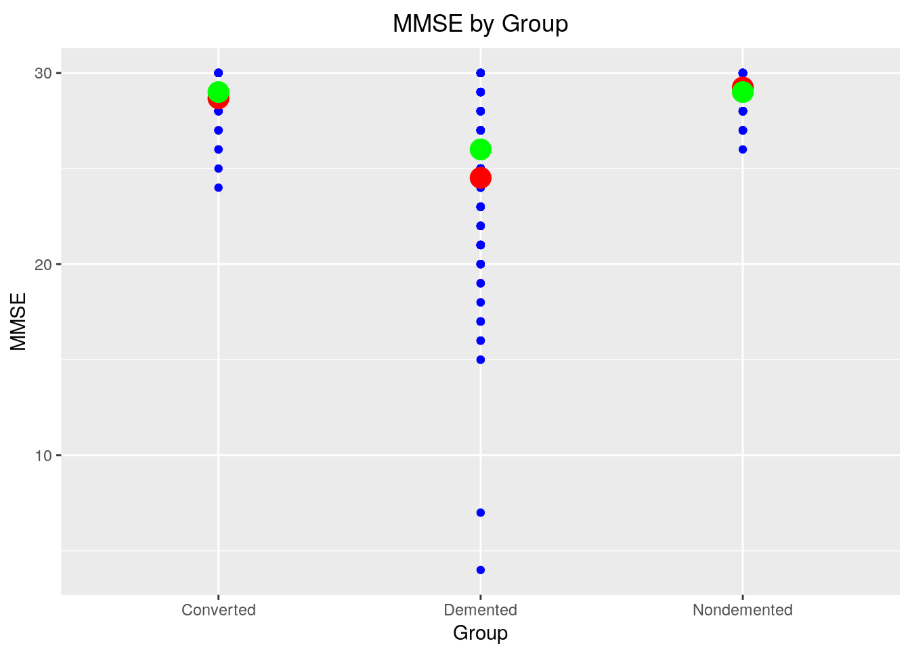 MMSE by Group
30
20
10
MMSE
Converted Demented Nondemented
Group